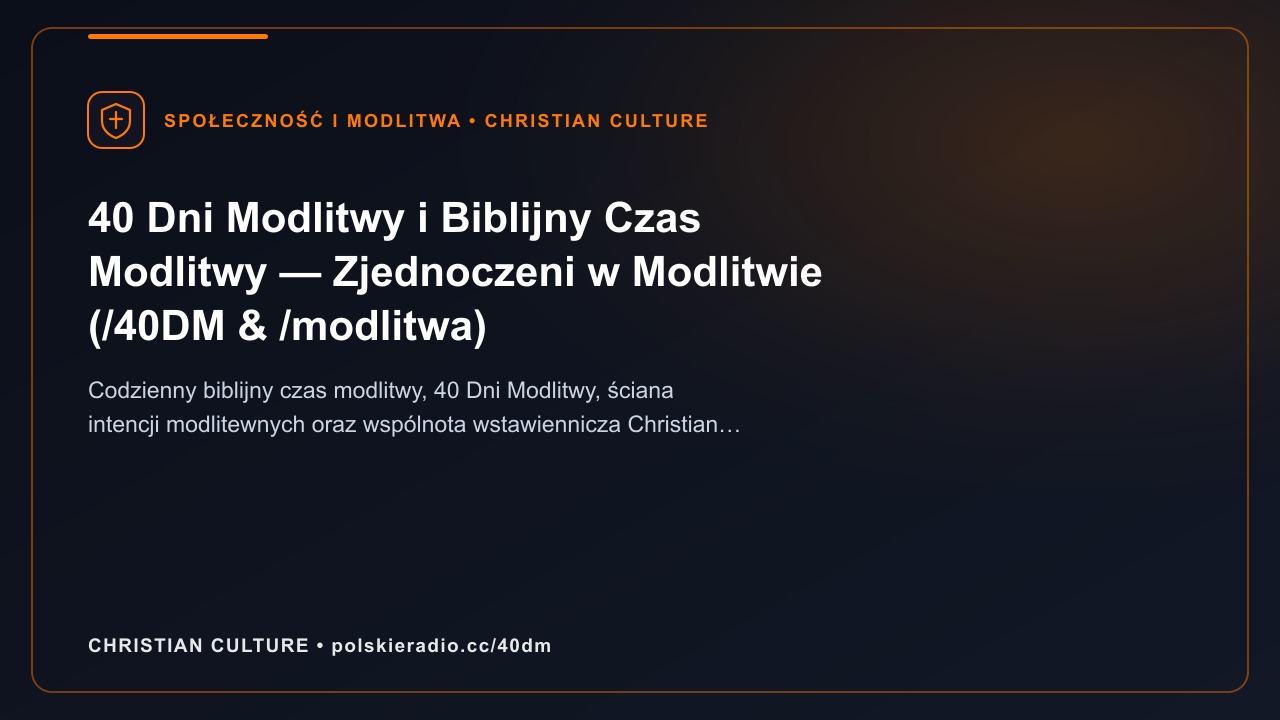 SPOŁECZNOŚĆ I MODLITWA • CHRISTIAN CULTURE
40 Dni Modlitwy i Biblijny Czas
Modlitwy — Zjednoczeni w Modlitwie
(/40DM & /modlitwa)
Codzienny biblijny czas modlitwy, 40 Dni Modlitwy, ściana
intencji modlitewnych oraz wspólnota wstawiennicza Christian…
CHRISTIAN CULTURE • polskieradio.cc/40dm